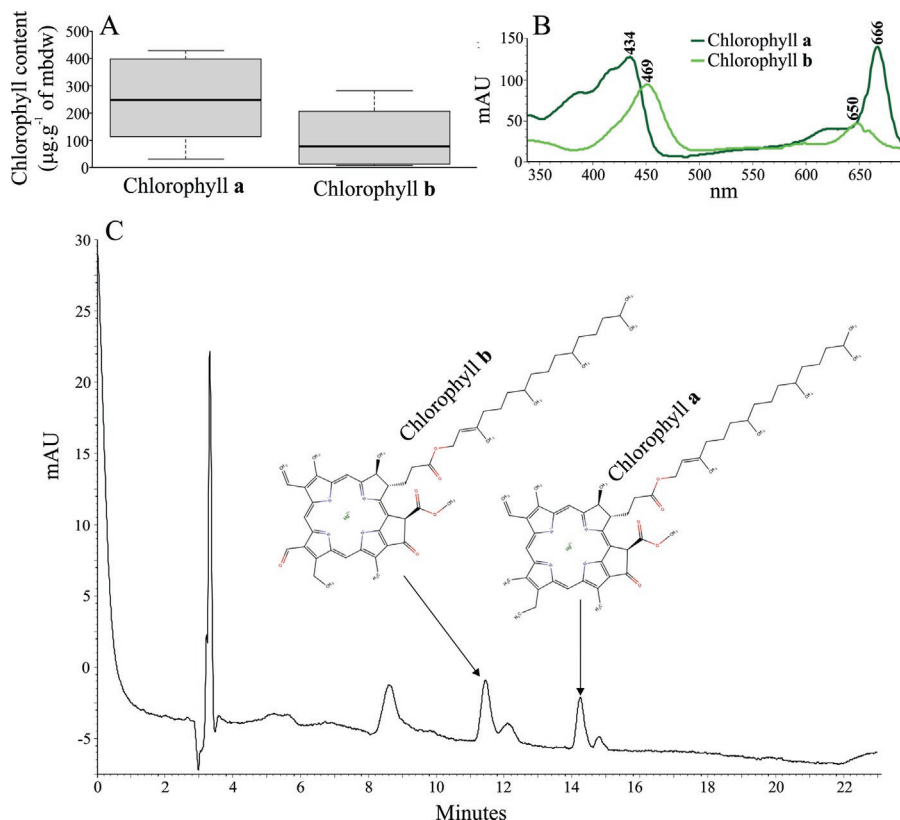 A
Chlorophyll content
(µg.g⁻¹ of mbdw)
500
400
300
200
100
0
Chlorophyll a
Chlorophyll b
B
mAU
150
100
50
0
434
469
650
666
Chlorophyll a
Chlorophyll b
350
400
450
500
550
600
650
nm
C
mAU
30
25
20
15
10
5
0
-5
Chlorophyll b
Chlorophyll a
0
2
4
6
8
10
12
14
16
18
20
22
Minutes